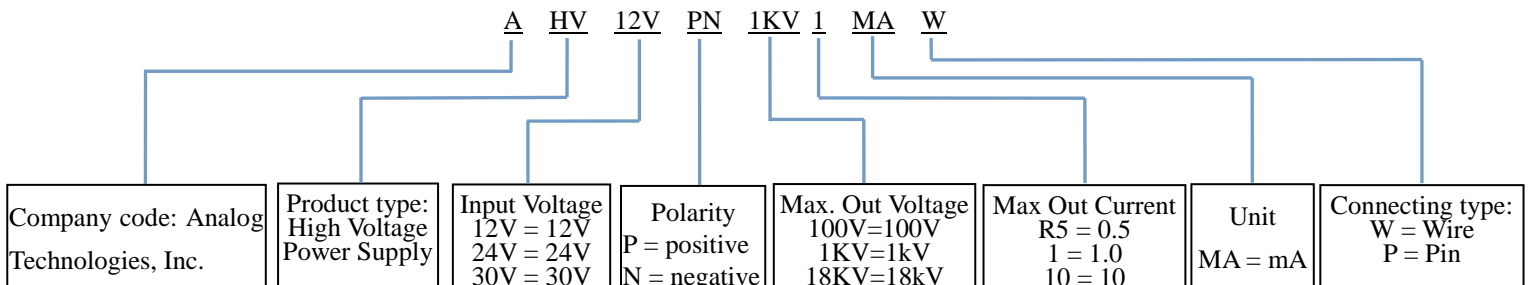 A HV 12V PN 1KV 1 MA W
Company code: Analog
Technologies, Inc.
Product type:
High Voltage
Power Supply
Input Voltage
12V = 12V
24V = 24V
30V = 30V
Polarity
P = positive
N = negative
Max. Out Voltage
100V=100V
1KV=1kV
18KV=18kV
Max Out Current
R5 = 0.5
1 = 1.0
10 = 10
Unit
MA = mA
Connecting type:
W = Wire
P = Pin